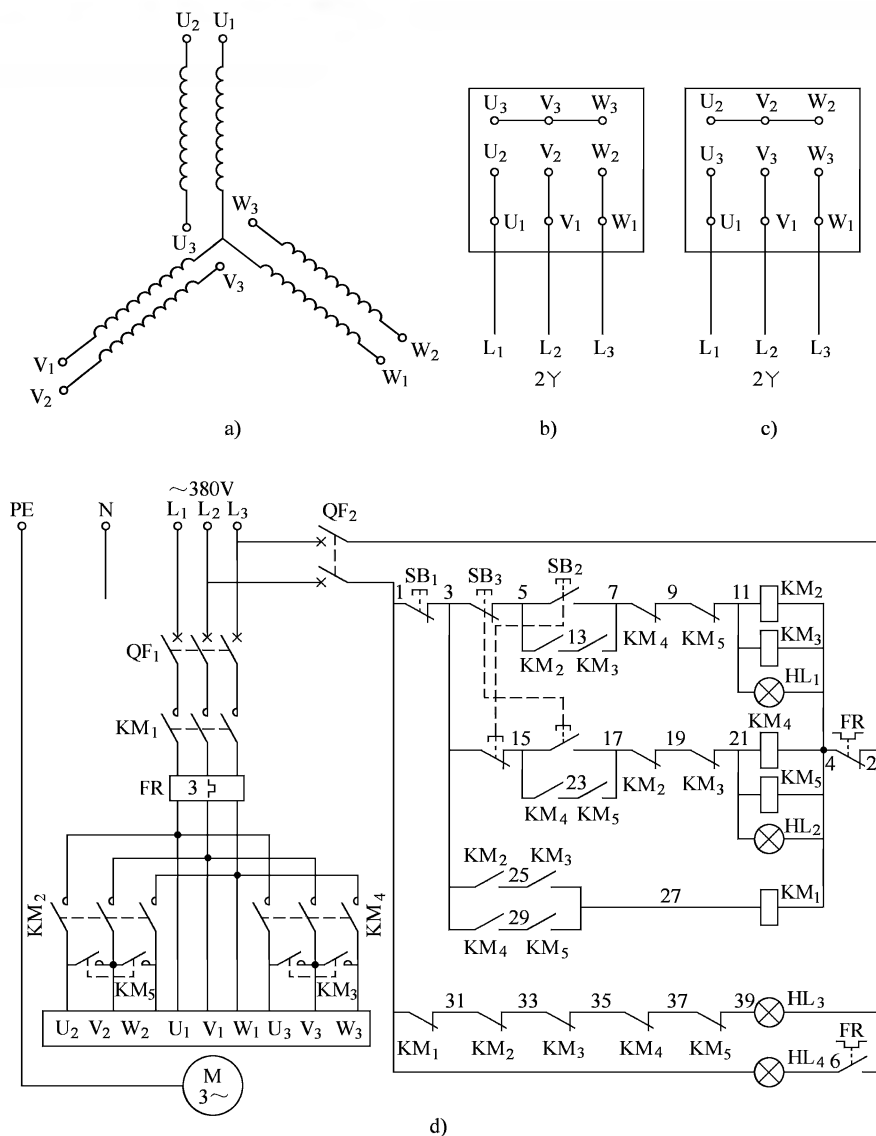 U₂ U₁
U₃ W₃
V₃
V₁ W₂
V₂ W₁
a)
U₃ V₃ W₃
U₂ V₂ W₂
U₁ V₁ W₁
L₁ L₂ L₃
2Y
b)
U₂ V₂ W₂
U₃ V₃ W₃
U₁ V₁ W₁
L₁ L₂ L₃
2Y
c)
~380V
PE N L₁ L₂ L₃ QF₂
1 SB₁ 3 SB₃ 5 SB₂ 7 9 11 KM₂
KM₂ 13 KM₃ KM₄ KM₅ KM₃
HL₁
QF₁
KM₁
15 17 19 21 KM₄ FR
4 2
KM₄ 23 KM₅ KM₂ KM₃ KM₅
HL₂
FR 3
KM₂ 25 KM₃
27 KM₁
KM₄ 29 KM₅
KM₂ KM₄
KM₅ KM₃
31 33 35 37 39 HL₃
KM₁ KM₂ KM₃ KM₄ KM₅ FR
HL₄ 6
U₂ V₂ W₂ U₁ V₁ W₁ U₃ V₃ W₃
M
3~
d)